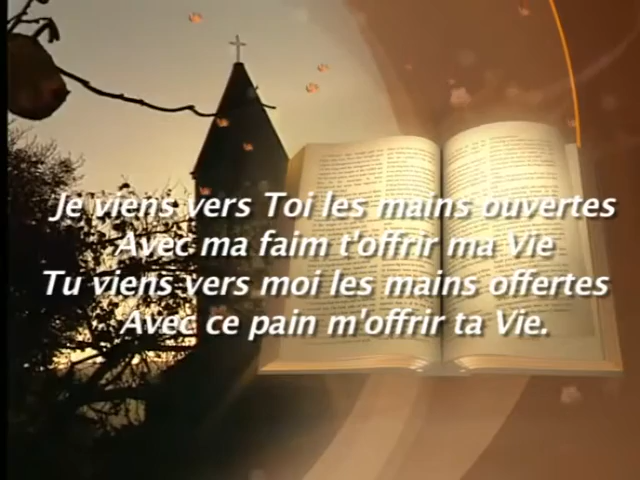 Je viens vers Toi les mains ouvertes
Avec ma faim t'offrir ma Vie
Tu viens vers moi les mains offertes
Avec ce pain m'offrir ta Vie.